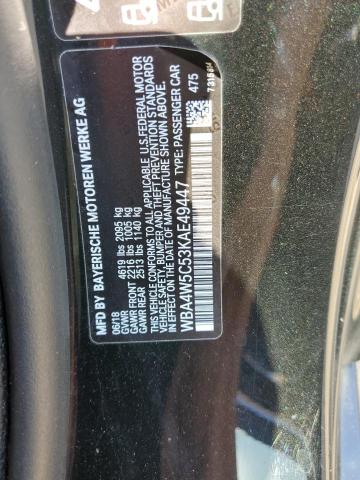 MFD BY BAYERISCHE MOTOREN WERKE AG
06/18
GVWR 4619 lbs 2095 kg
GAWR FRONT 2216 lbs 1005 kg
GAWR REAR 2513 lbs 1140 kg
THIS VEHICLE CONFORMS TO ALL APPLICABLE U.S. FEDERAL MOTOR
VEHICLE SAFETY, BUMPER AND THEFT PREVENTION STANDARDS
IN EFFECT ON THE DATE OF MANUFACTURE SHOWN ABOVE.
WBA4W5C53KAE49447 TYPE: PASSENGER CAR
475